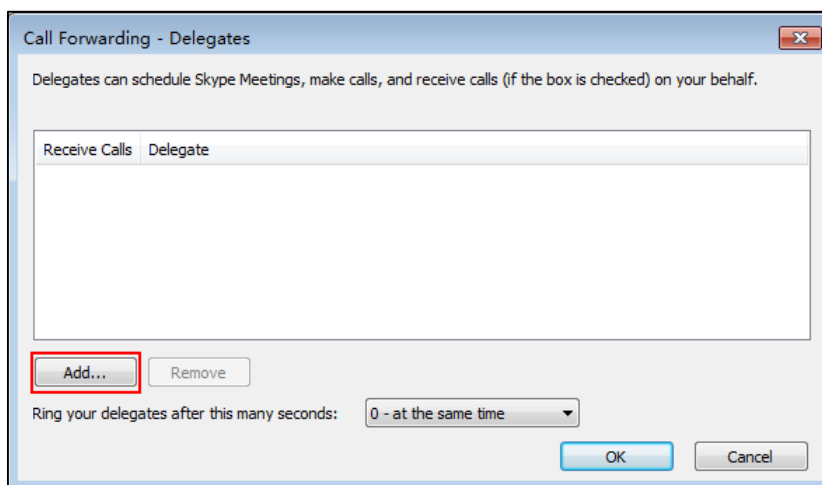 Call Forwarding - Delegates
Delegates can schedule Skype Meetings, make calls, and receive calls (if the box is checked) on your behalf.
Receive Calls Delegate
Add... Remove
Ring your delegates after this many seconds: 0 - at the same time
OK Cancel